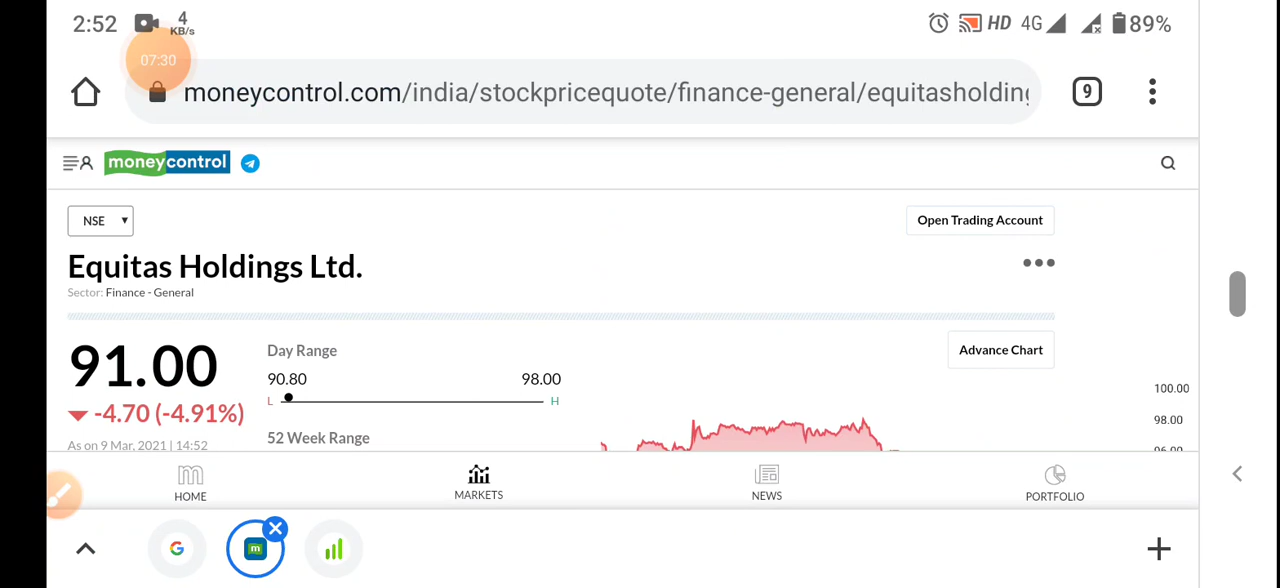 2:52 4 KB/s HD 4G 89%
07:30
moneycontrol.com/india/stockpricequote/finance-general/equitasholding
9
moneycontrol
NSE
Open Trading Account
Equitas Holdings Ltd.
Sector: Finance - General
91.00
-4.70 (-4.91%)
As on 9 Mar, 2021 | 14:52
Day Range
90.80 98.00
L H
52 Week Range
Advance Chart
100.00
98.00
96.00
HOME
MARKETS
NEWS
PORTFOLIO
G
m